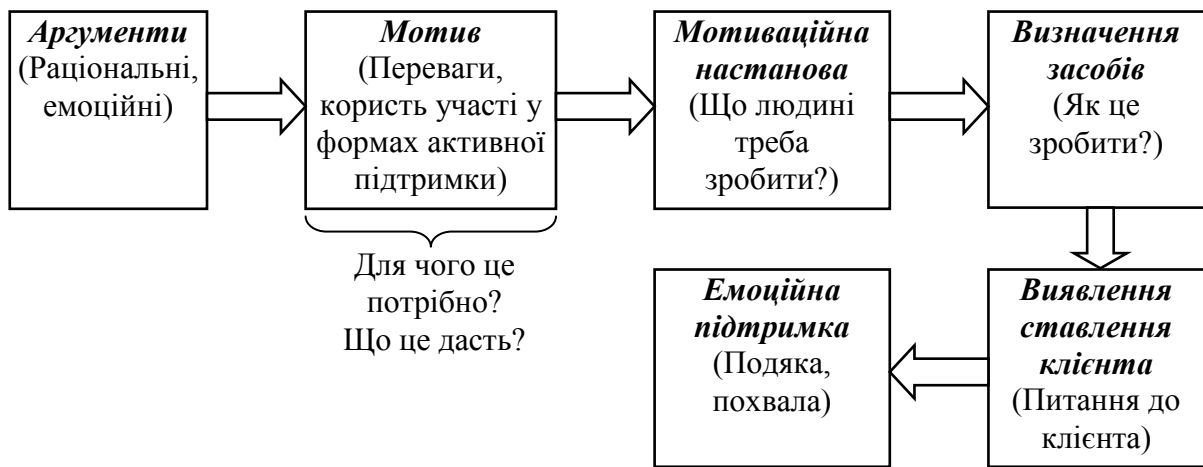 Аргументи
(Раціональні,
емоційні)
Мотив
(Переваги,
користь участі у
формах активної
підтримки)
Мотиваційна
настанова
(Що людині
треба
зробити?)
Визначення
засобів
(Як це
зробити?)
Для чого це
потрібно?
Що це дасть?
Виявлення
ставлення
клієнта
(Питання до
клієнта)
Емоційна
підтримка
(Подяка,
похвала)